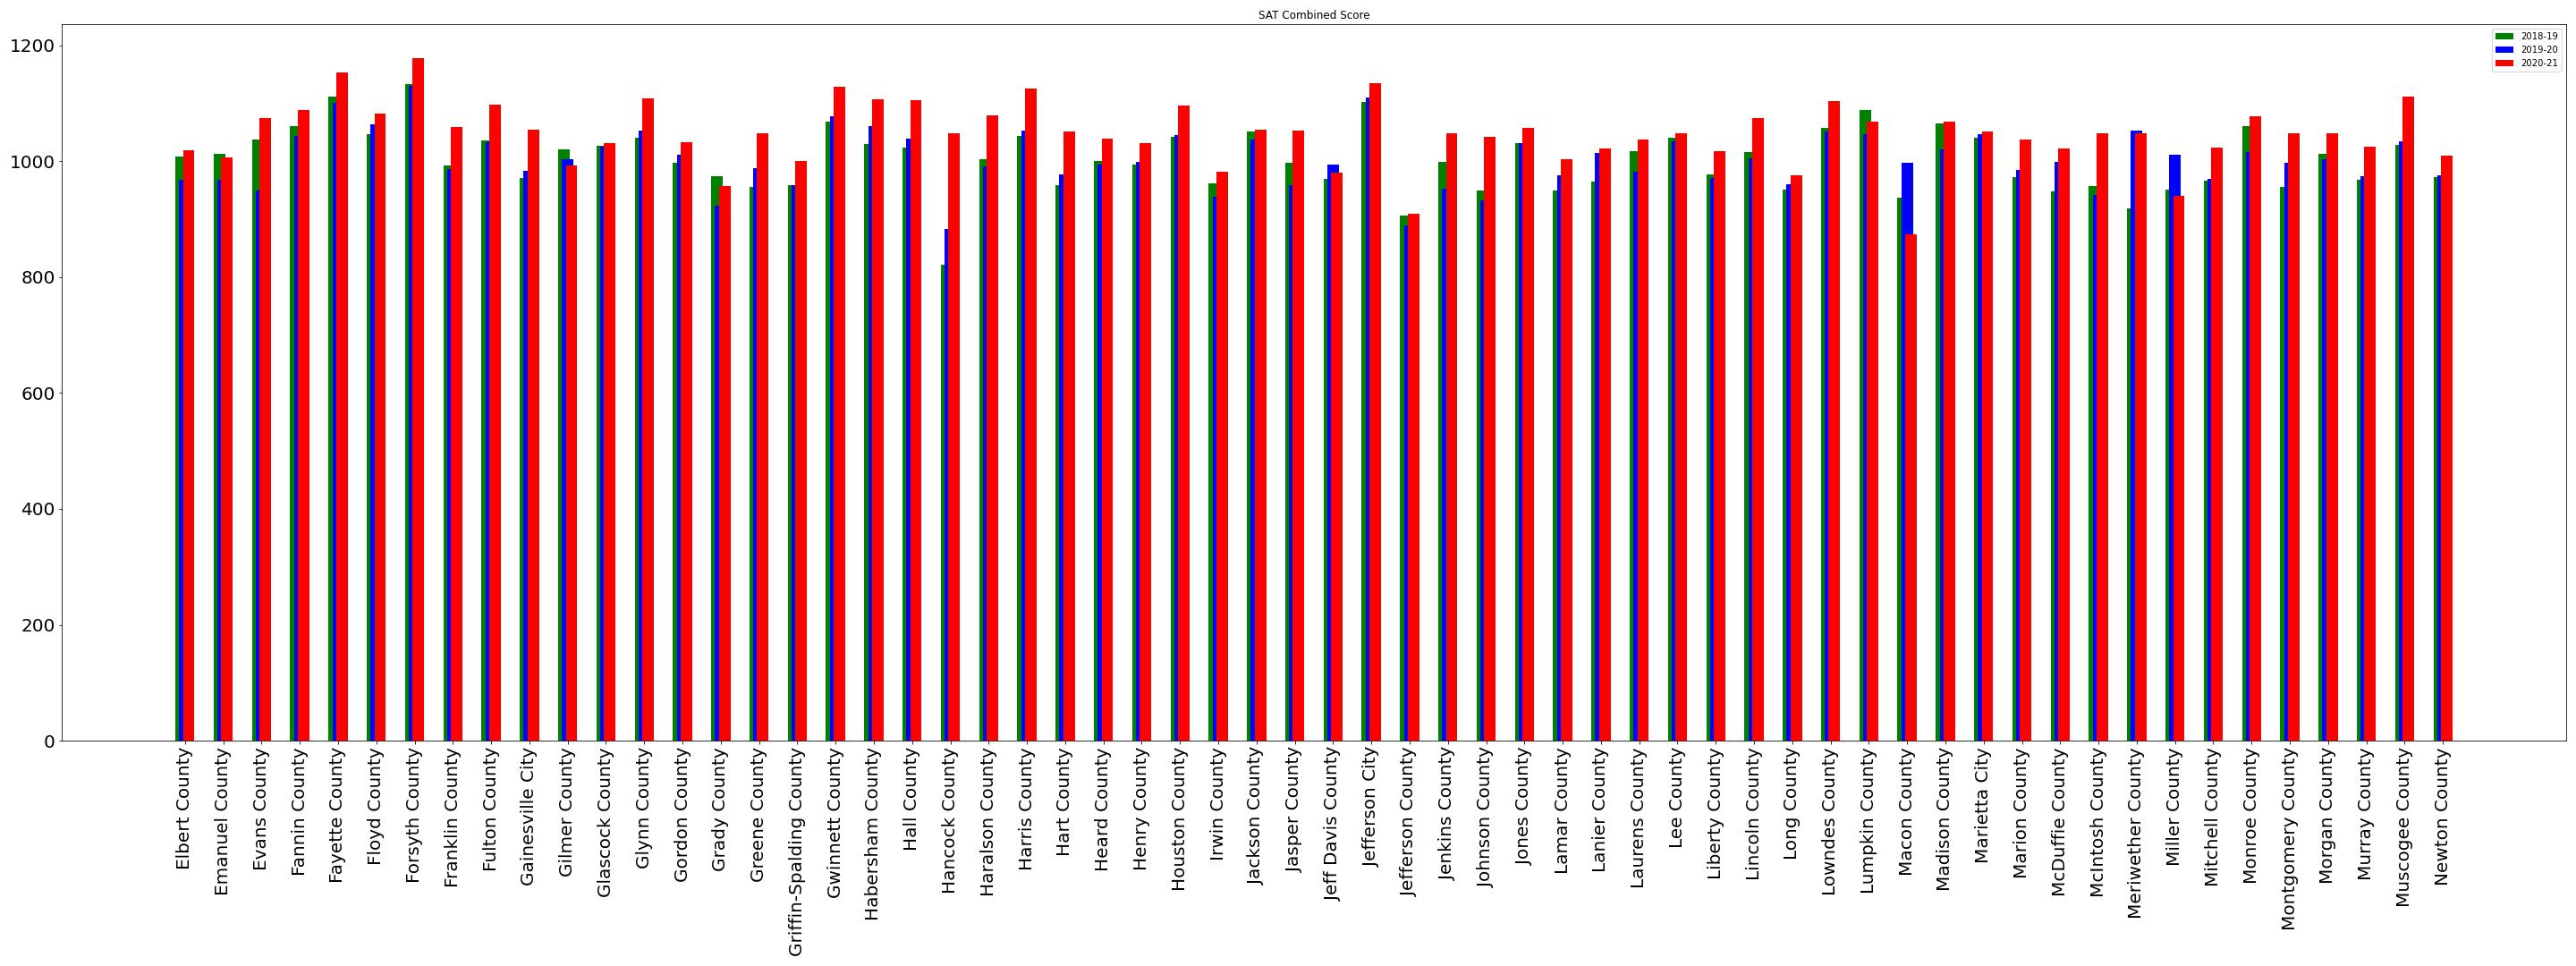 SAT Combined Score
1200
1000
800
600
400
200
0
2018-19
2019-20
2020-21
Elbert County
Emanuel County
Evans County
Fannin County
Fayette County
Floyd County
Forsyth County
Franklin County
Fulton County
Gainesville City
Gilmer County
Glascock County
Glynn County
Gordon County
Grady County
Greene County
Griffin-Spalding County
Gwinnett County
Habersham County
Hall County
Hancock County
Haralson County
Harris County
Hart County
Heard County
Henry County
Houston County
Irwin County
Jackson County
Jasper County
Jeff Davis County
Jefferson City
Jefferson County
Jenkins County
Johnson County
Jones County
Lamar County
Lanier County
Laurens County
Lee County
Liberty County
Lincoln County
Long County
Lowndes County
Lumpkin County
Macon County
Madison County
Marietta City
Marion County
McDuffie County
McIntosh County
Meriwether County
Miller County
Mitchell County
Monroe County
Montgomery County
Morgan County
Murray County
Muscogee County
Newton County